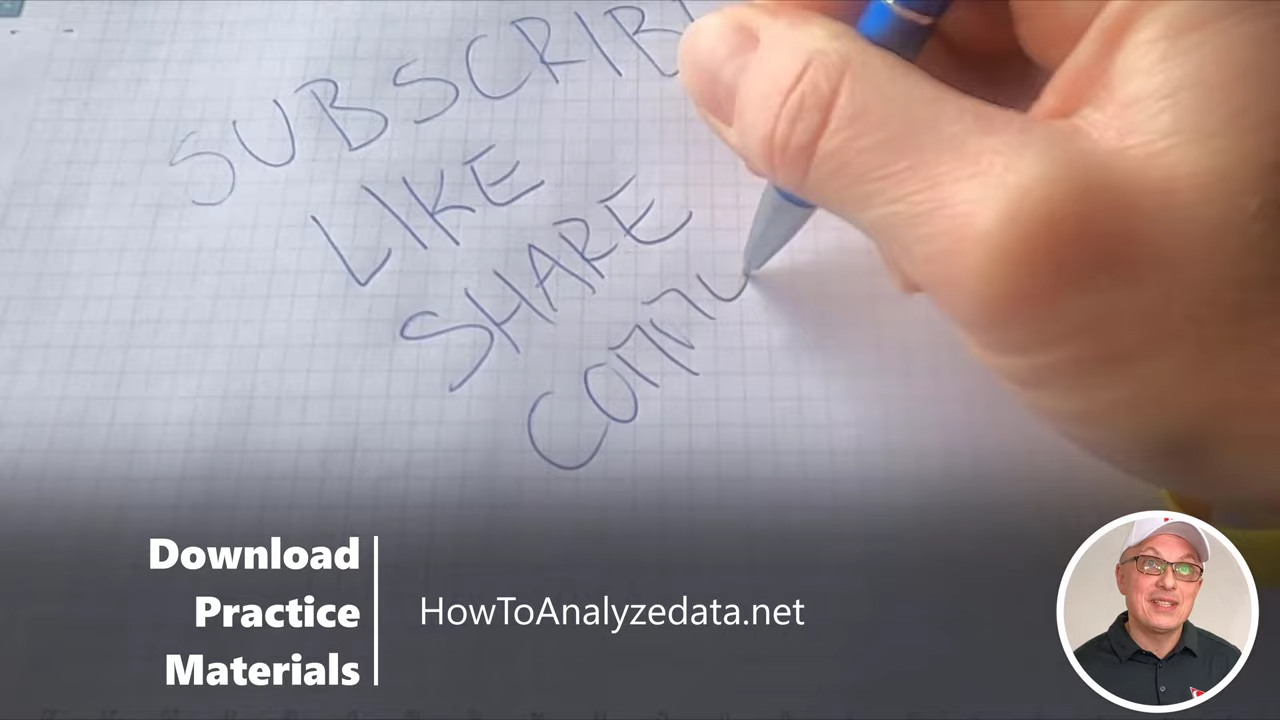 SUBSCRIB
LIKE
SHARE
COMM
Download
Practice
Materials
HowToAnalyzedata.net